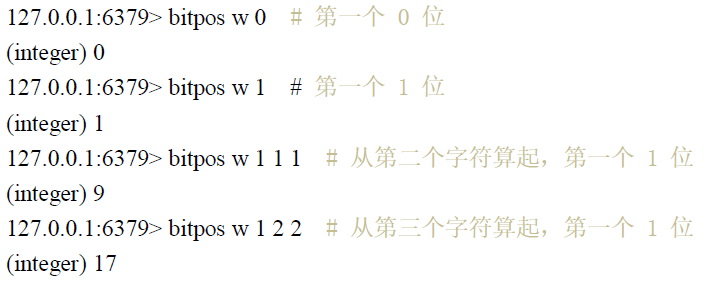 127.0.0.1:6379> bitpos w 0 # 第一个 0 位
(integer) 0
127.0.0.1:6379> bitpos w 1 # 第一个 1 位
(integer) 1
127.0.0.1:6379> bitpos w 1 1 1 # 从第二个字符算起，第一个 1 位
(integer) 9
127.0.0.1:6379> bitpos w 1 2 2 # 从第三个字符算起，第一个 1 位
(integer) 17